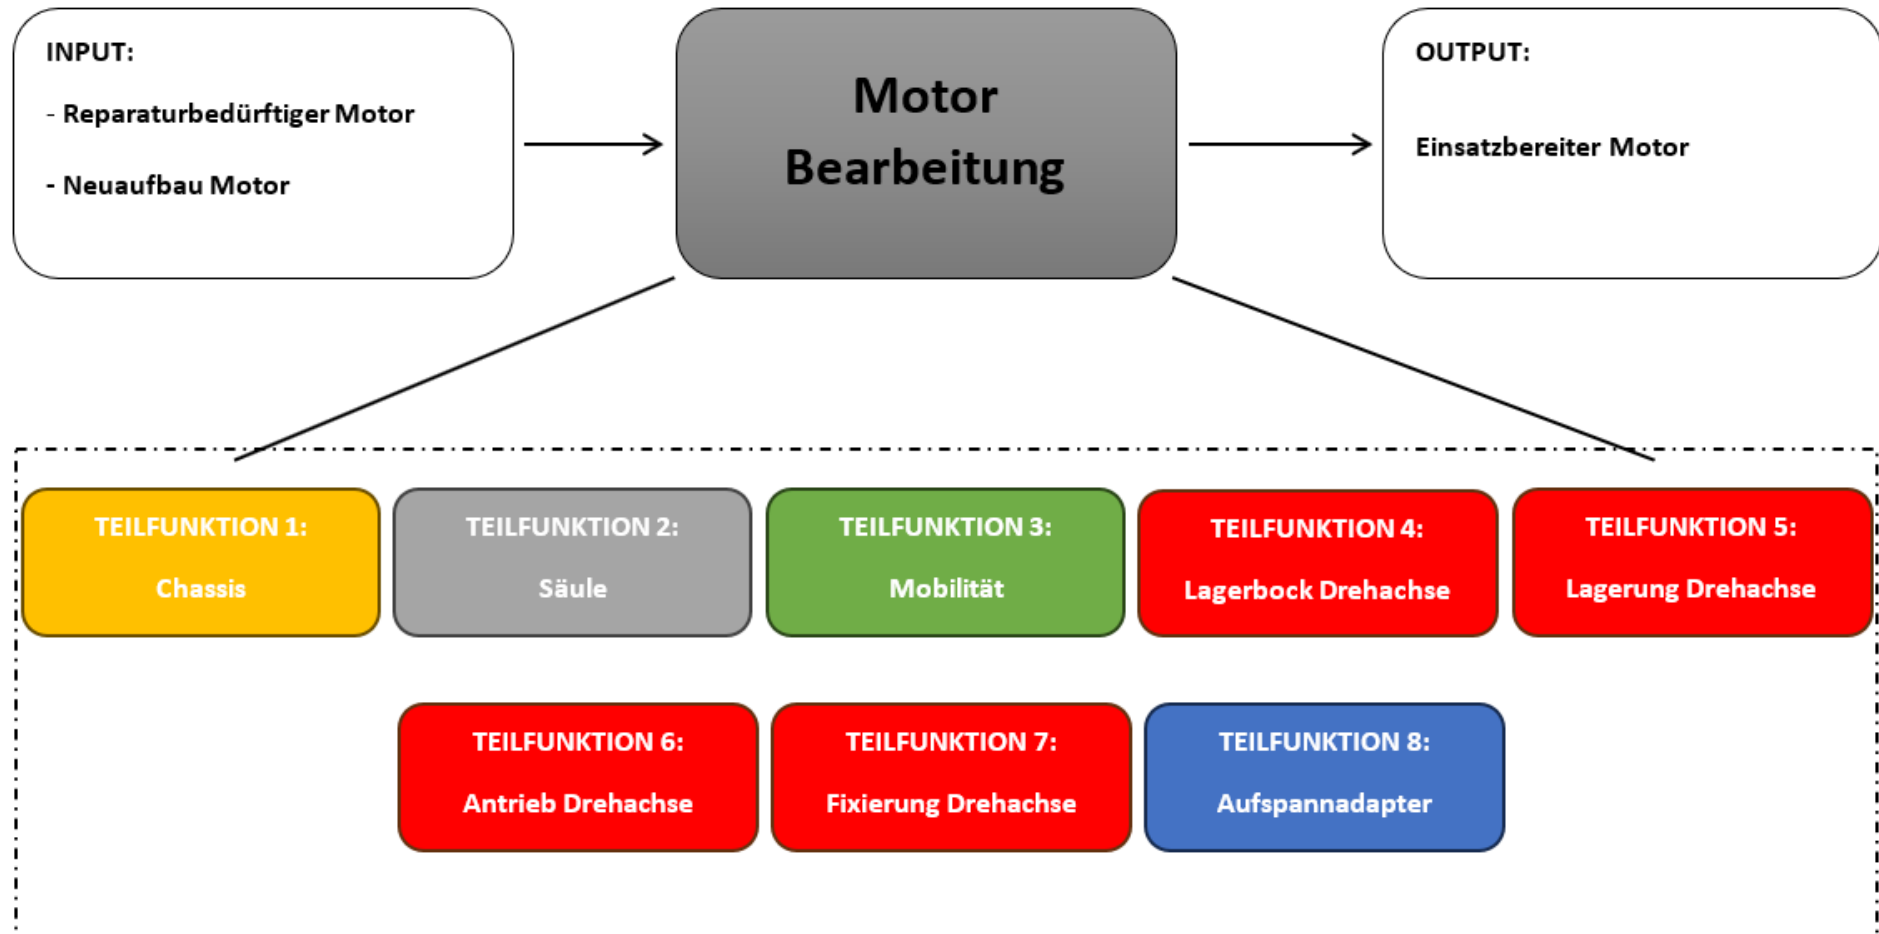 INPUT:
- Reparaturbedürftiger Motor
- Neuaufbau Motor
Motor
Bearbeitung
OUTPUT:
Einsatzbereiter Motor
TEILFUNKTION 1:
Chassis
TEILFUNKTION 2:
Säule
TEILFUNKTION 3:
Mobilität
TEILFUNKTION 4:
Lagerbock Drehachse
TEILFUNKTION 5:
Lagerung Drehachse
TEILFUNKTION 6:
Antrieb Drehachse
TEILFUNKTION 7:
Fixierung Drehachse
TEILFUNKTION 8:
Aufspannadapter